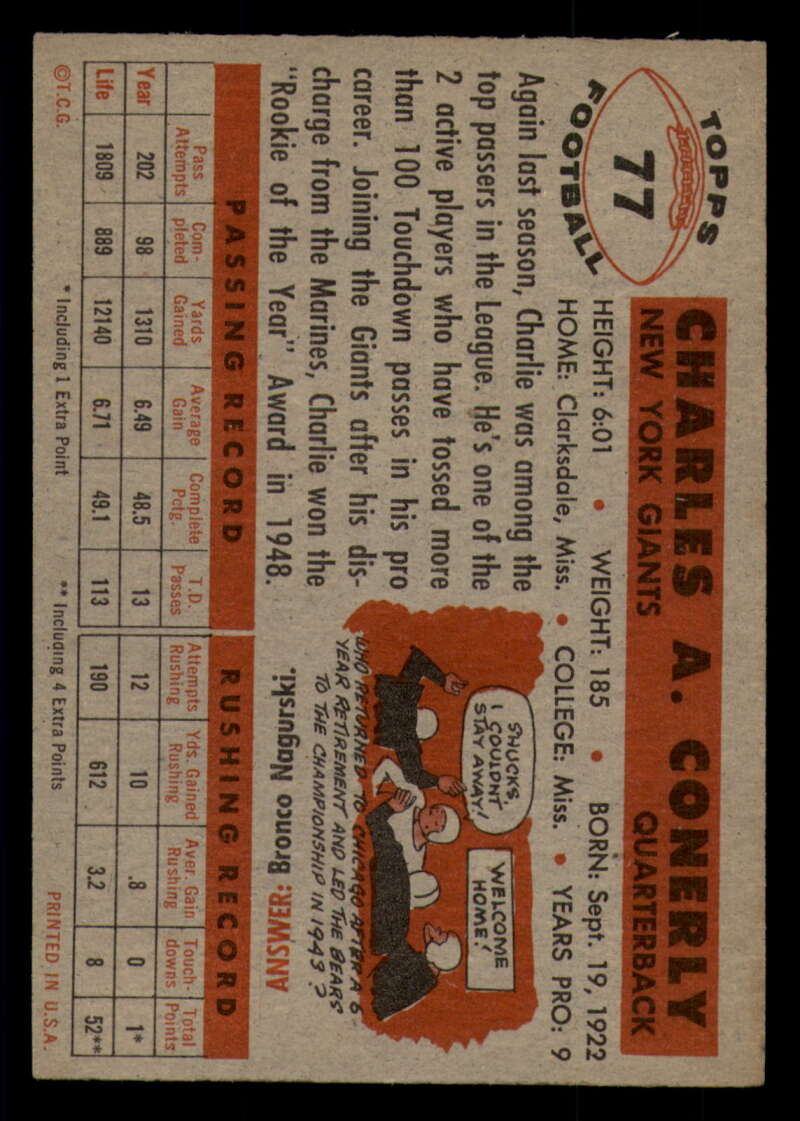 TOPPS
77
FOOTBALL
CHARLES A. CONERLY
NEW YORK GIANTS QUARTERBACK
HEIGHT: 6:01 • WEIGHT: 185 • BORN: Sept. 19, 1922
HOME: Clarksdale, Miss. • COLLEGE: Miss. • YEARS PRO: 9
Again last season, Charlie was among the
top passers in the League. He's one of the
2 active players who have tossed more
than 100 Touchdown passes in his pro
career. Joining the Giants after his dis-
charge from the Marines, Charlie won the
"Rookie of the Year" Award in 1948.
SHUCKS,
I COULDN'T
STAY AWAY!
WELCOME
HOME!
WHO RETURNED TO CHICAGO AFTER A 6
YEAR RETIREMENT AND LED THE BEARS
TO THE CHAMPIONSHIP IN 1943?
ANSWER: Bronco Nagurski.
PASSING RECORD RUSHING RECORD
Pass Attempts Com-pleted Yards Gained Average Gain Complete Pctg. T.D. Passes Attempts Rushing Yds. Gained Rushing Aver. Gain Rushing Touch-downs Total Points
Year 202 98 1310 6.49 48.5 13 12 10 .8 0 1*
Life 1809 889 12140 6.71 49.1 113 190 612 3.2 8 52**
©T.C.G. * Including 1 Extra Point ** Including 4 Extra Points PRINTED IN U.S.A.